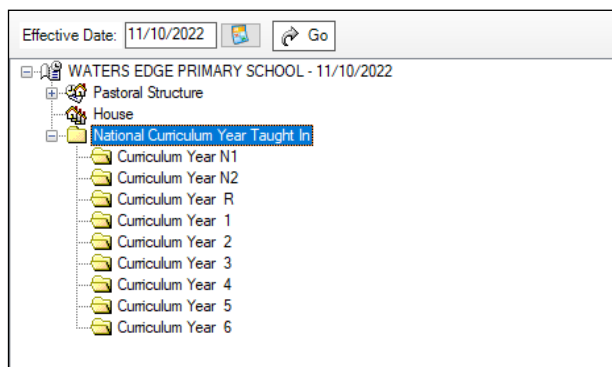 Effective Date: 11/10/2022 Go
WATERS EDGE PRIMARY SCHOOL - 11/10/2022
Pastoral Structure
House
National Curriculum Year Taught In
Curriculum Year N1
Curriculum Year N2
Curriculum Year R
Curriculum Year 1
Curriculum Year 2
Curriculum Year 3
Curriculum Year 4
Curriculum Year 5
Curriculum Year 6